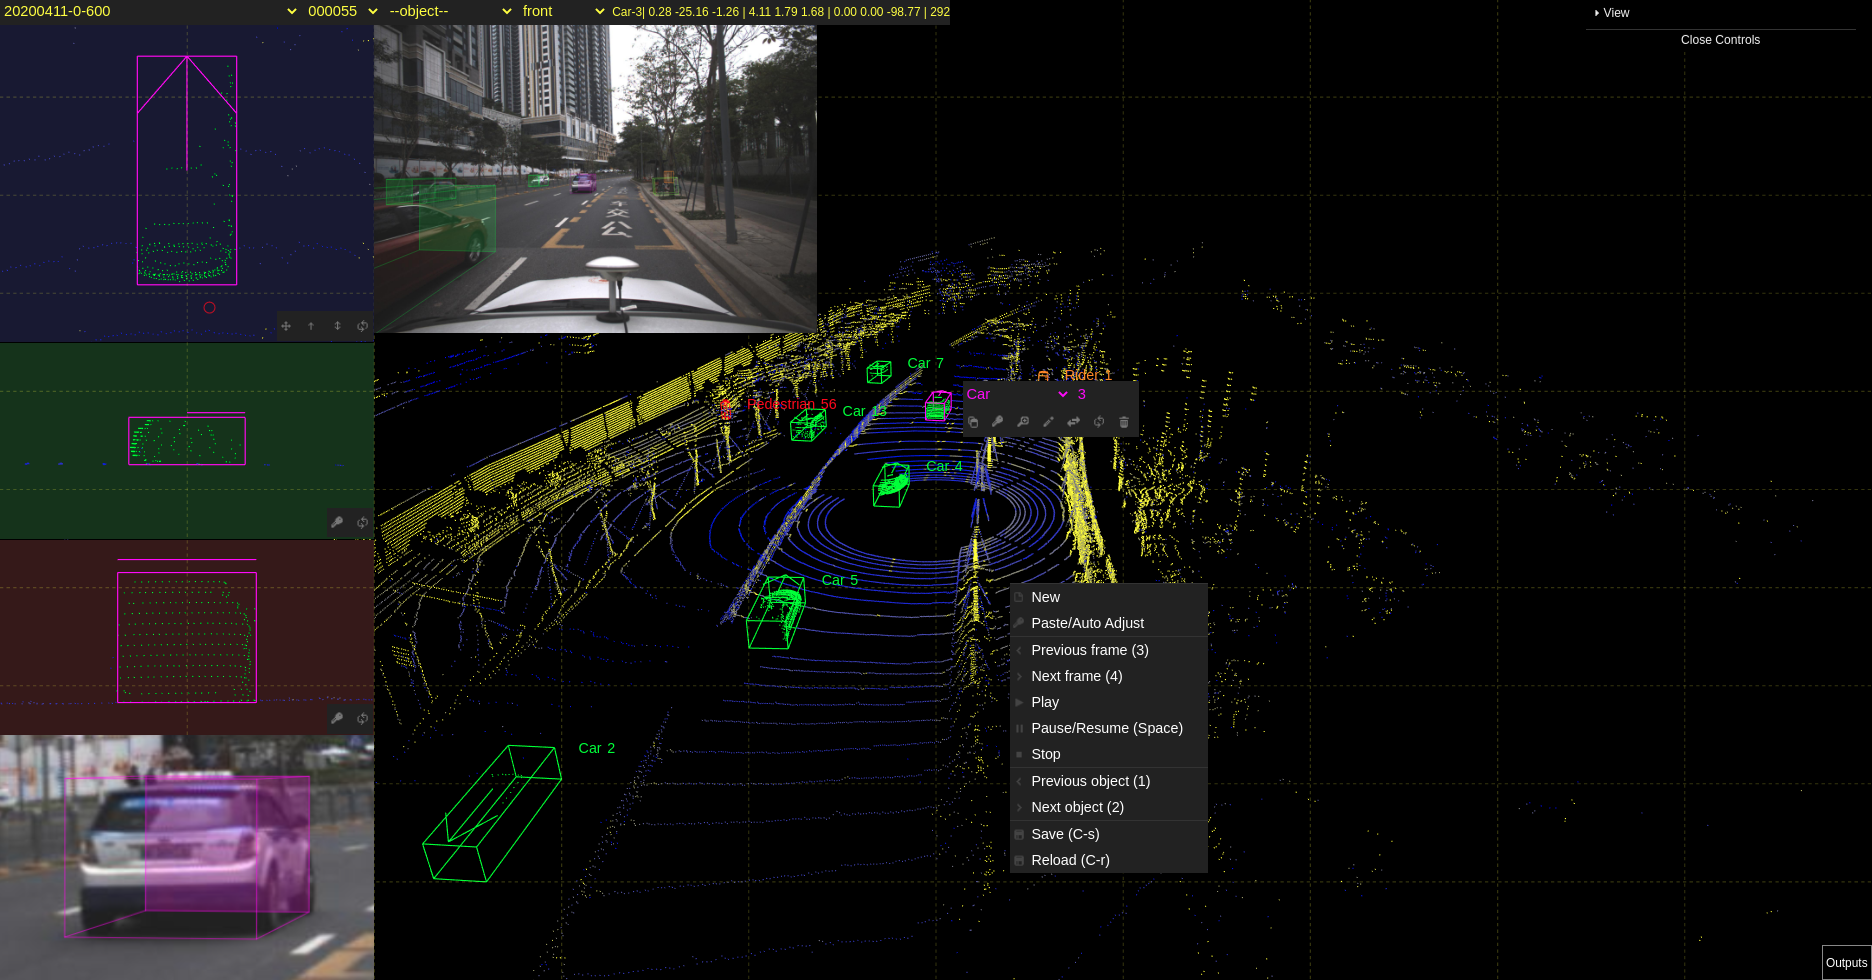 20200411-0-600 000055 --object-- front Car-3| 0.28 -25.16 -1.26 | 4.11 1.79 1.68 | 0.00 0.00 -98.77 | 292
View
Close Controls
公交
Car 7
Rider 1
Car 3
Pedestrian 56
Car 13
Car 4
Car 5
New
Paste/Auto Adjust
Previous frame (3)
Next frame (4)
Play
Pause/Resume (Space)
Stop
Previous object (1)
Next object (2)
Save (C-s)
Reload (C-r)
Car 2
Outputs